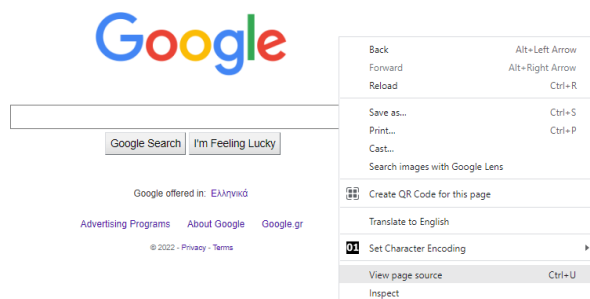 Google
Google Search I'm Feeling Lucky
Google offered in: Ελληνικά
Advertising Programs About Google Google.gr
© 2022 - Privacy - Terms
Back Alt+Left Arrow
Forward Alt+Right Arrow
Reload Ctrl+R
Save as... Ctrl+S
Print... Ctrl+P
Cast...
Search images with Google Lens
Create QR Code for this page
Translate to English
01 Set Character Encoding
View page source Ctrl+U
Inspect